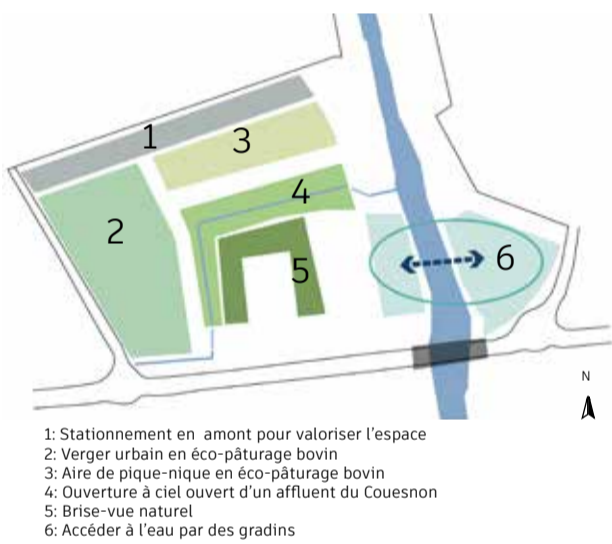 1
3
2
4
5
6
N
1: Stationnement en amont pour valoriser l'espace
2: Verger urbain en éco-pâturage bovin
3: Aire de pique-nique en éco-pâturage bovin
4: Ouverture à ciel ouvert d'un affluent du Couesnon
5: Brise-vue naturel
6: Accéder à l'eau par des gradins